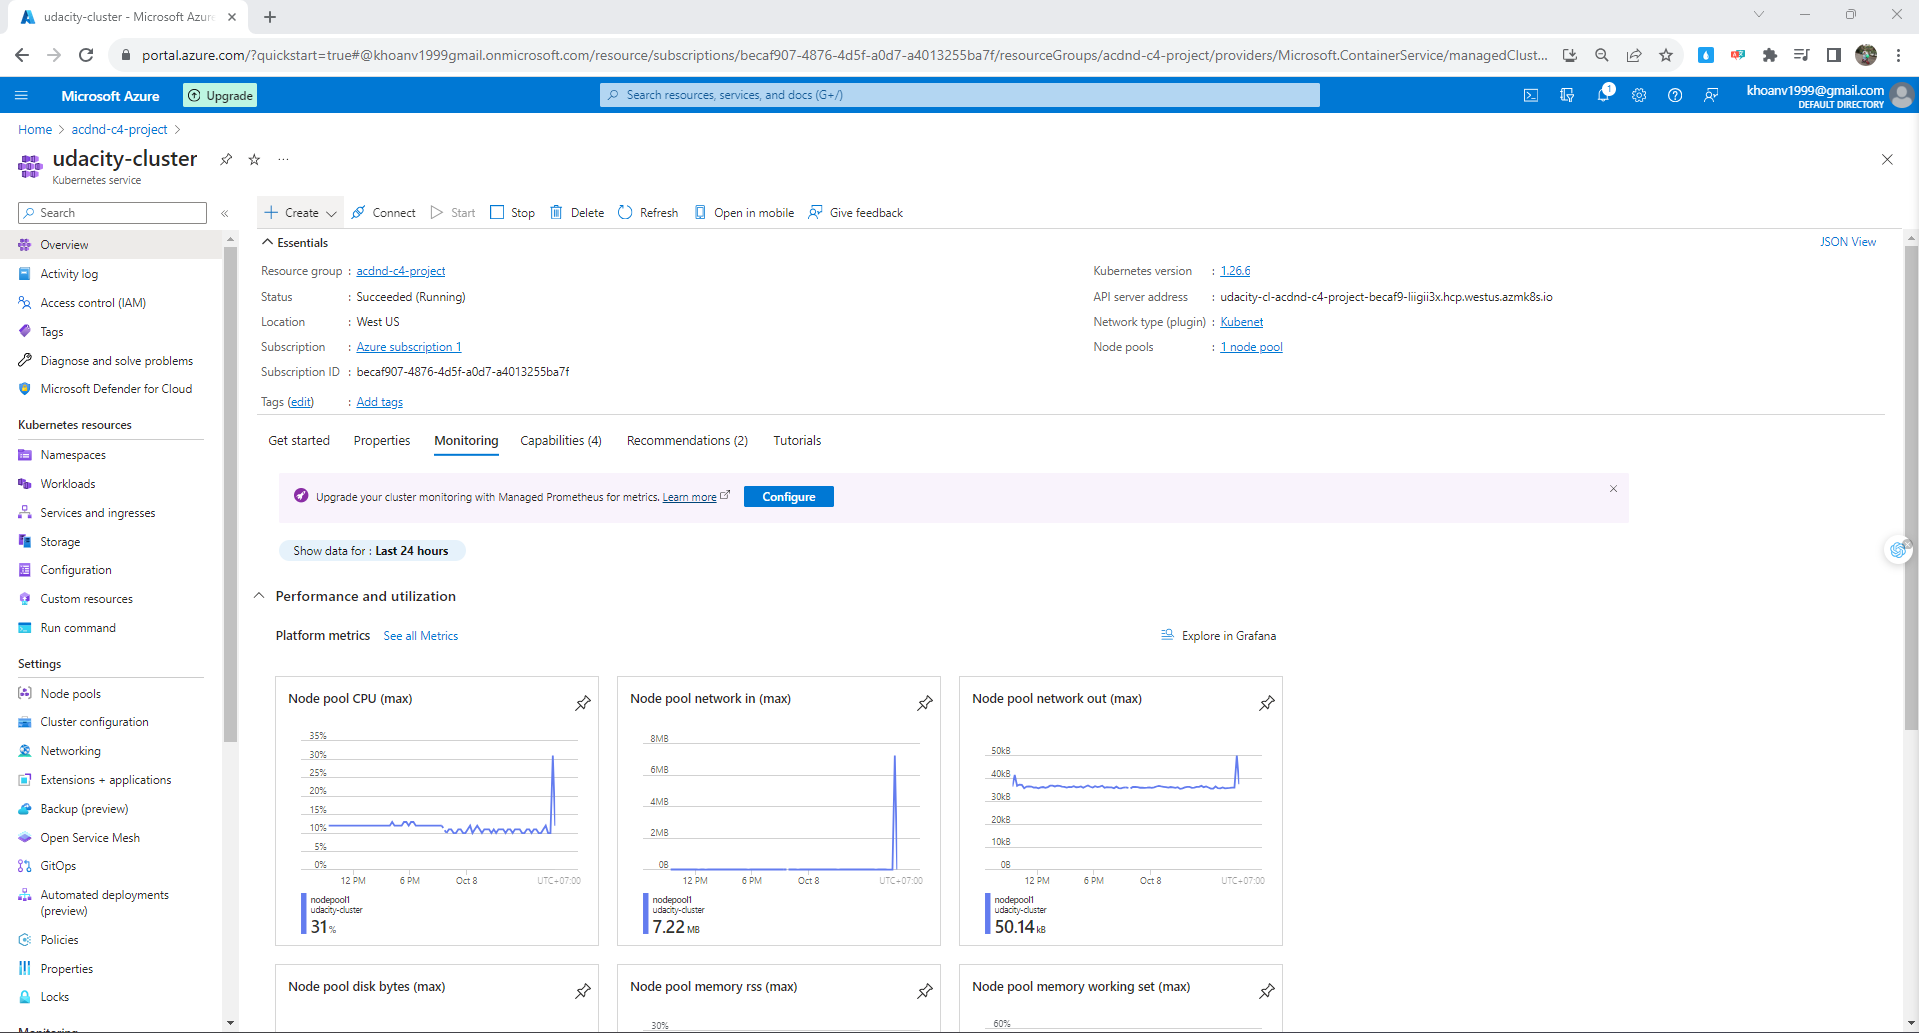 udacity-cluster - Microsoft Azure
portal.azure.com/?quickstart=true#@khoanv1999gmail.onmicrosoft.com/resource/subscriptions/becaf907-4876-4d5f-a0d7-a4013255ba7f/resourceGroups/acdnd-c4-project/providers/Microsoft.ContainerService/managedClust...
Microsoft Azure
Upgrade
Search resources, services, and docs (G+/)
1
khoanv1999@gmail.com
DEFAULT DIRECTORY
Home > acdnd-c4-project >
udacity-cluster
Kubernetes service
Search
Create
Connect
Start
Stop
Delete
Refresh
Open in mobile
Give feedback
Overview
Activity log
Access control (IAM)
Tags
Diagnose and solve problems
Microsoft Defender for Cloud
Kubernetes resources
Namespaces
Workloads
Services and ingresses
Storage
Configuration
Custom resources
Run command
Settings
Node pools
Cluster configuration
Networking
Extensions + applications
Backup (preview)
Open Service Mesh
GitOps
Automated deployments
(preview)
Policies
Properties
Locks
Monitoring
Essentials
JSON View
Resource group : acdnd-c4-project
Status : Succeeded (Running)
Location : West US
Subscription : Azure subscription 1
Subscription ID : becaf907-4876-4d5f-a0d7-a4013255ba7f
Tags (edit) : Add tags
Kubernetes version : 1.26.6
API server address : udacity-cl-acdnd-c4-project-becaf9-liigii3x.hcp.westus.azmk8s.io
Network type (plugin) : Kubenet
Node pools : 1 node pool
Get started
Properties
Monitoring
Capabilities (4)
Recommendations (2)
Tutorials
Upgrade your cluster monitoring with Managed Prometheus for metrics. Learn more
Configure
Show data for : Last 24 hours
Performance and utilization
Platform metrics
See all Metrics
Explore in Grafana
Node pool CPU (max)
35%
30%
25%
20%
15%
10%
5%
0%
12 PM
6 PM
Oct 8
UTC+07:00
nodepool1
udacity-cluster
31 %
Node pool network in (max)
8MB
6MB
4MB
2MB
0B
12 PM
6 PM
Oct 8
UTC+07:00
nodepool1
udacity-cluster
7.22 MB
Node pool network out (max)
50kB
40kB
30kB
20kB
10kB
0B
12 PM
6 PM
Oct 8
UTC+07:00
nodepool1
udacity-cluster
50.14 kB
Node pool disk bytes (max)
Node pool memory rss (max)
30%
Node pool memory working set (max)
60%